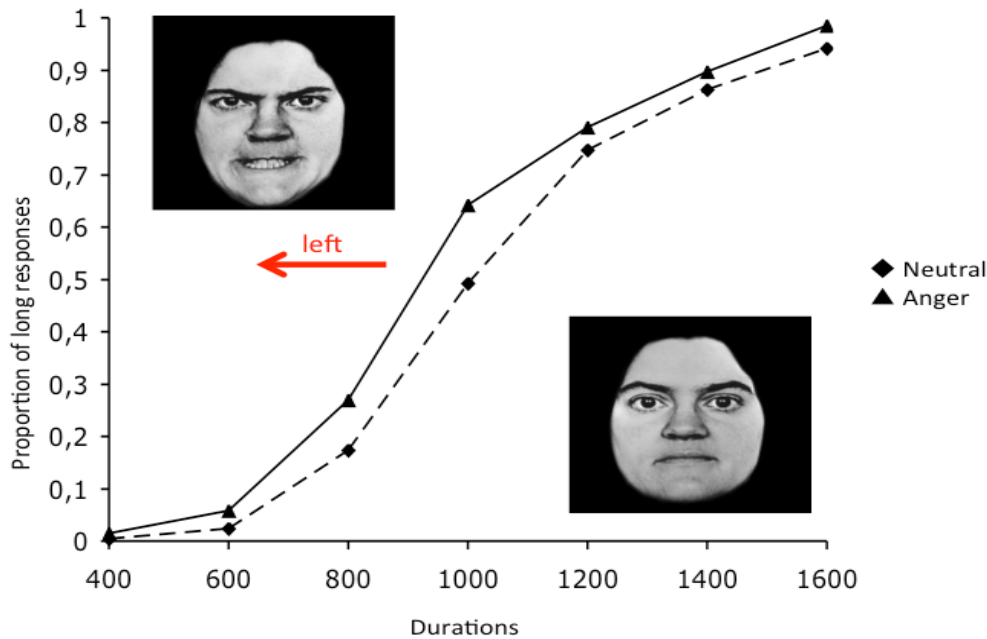 1
0,9
0,8
0,7
0,6
0,5
0,4
0,3
0,2
0,1
0
Proportion of long responses
left
Neutral
Anger
400 600 800 1000 1200 1400 1600
Durations